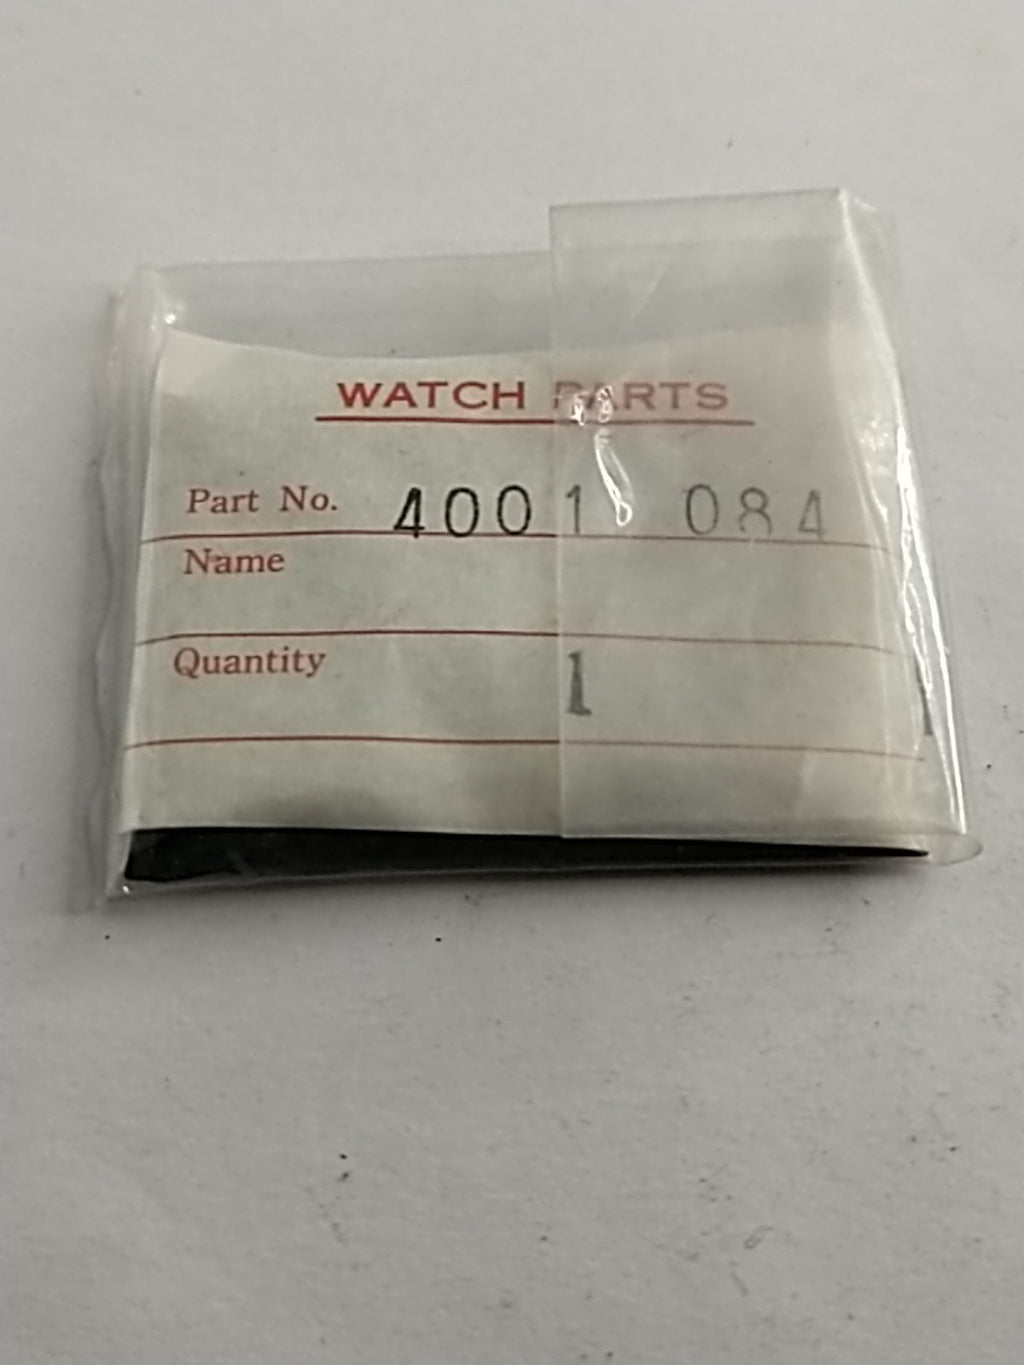 WATCH PARTS
Part No. 4001 084
Name
Quantity 1